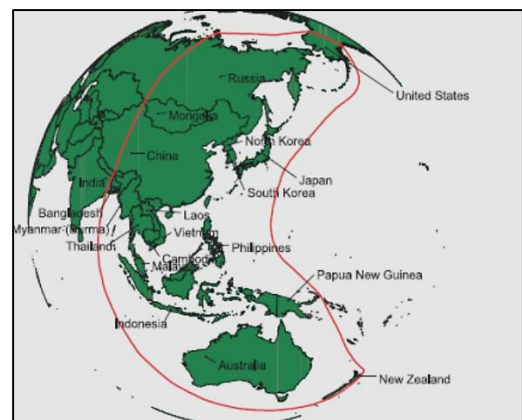 Russia
United States
Mongolia
North Korea
China
Japan
South Korea
India
Bangladesh
Laos
Myanmar (Burma)
Vietnam
Thailand
Philippines
Cambodia
Malaysia
Papua New Guinea
Indonesia
Australia
New Zealand